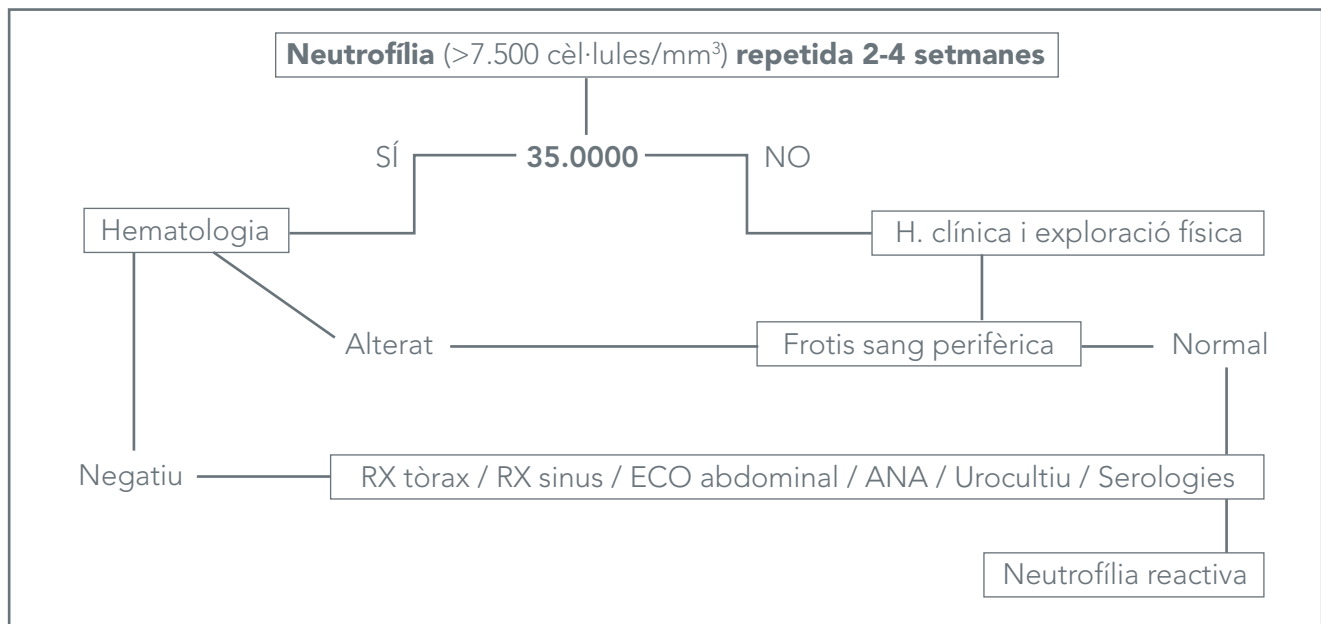 Neutrofília (>7.500 cèl·lules/mm³) repetida 2-4 setmanes
SÍ
35.0000
NO
Hematologia
H. clínica i exploració física
Alterat
Frotis sang perifèrica
Normal
Negatiu
RX tòrax / RX sinus / ECO abdominal / ANA / Urocultiu / Serologies
Neutrofília reactiva